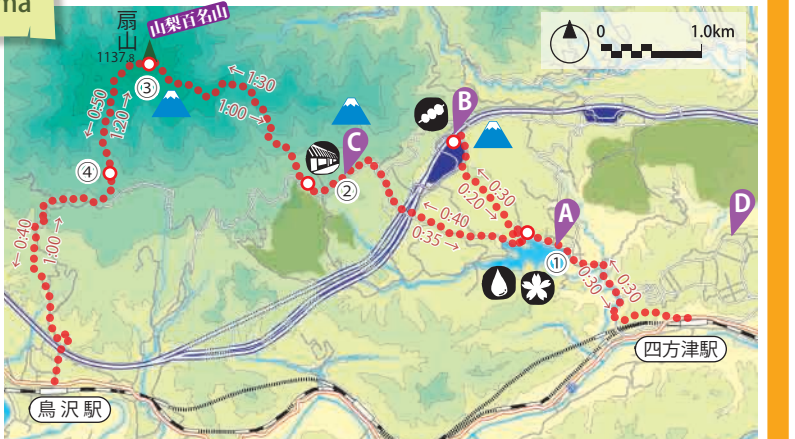 ma
扇山
1137.8
山梨百名山
0 1.0km
③
← 1:30
1:00 →
← 0:50
1:20 →
④
B
C
②
← 0:30
0:20 →
A
D
← 0:40
0:35 →
①
← 0:30
0:30 →
← 0:40
1:00 →
四方津駅
鳥沢駅